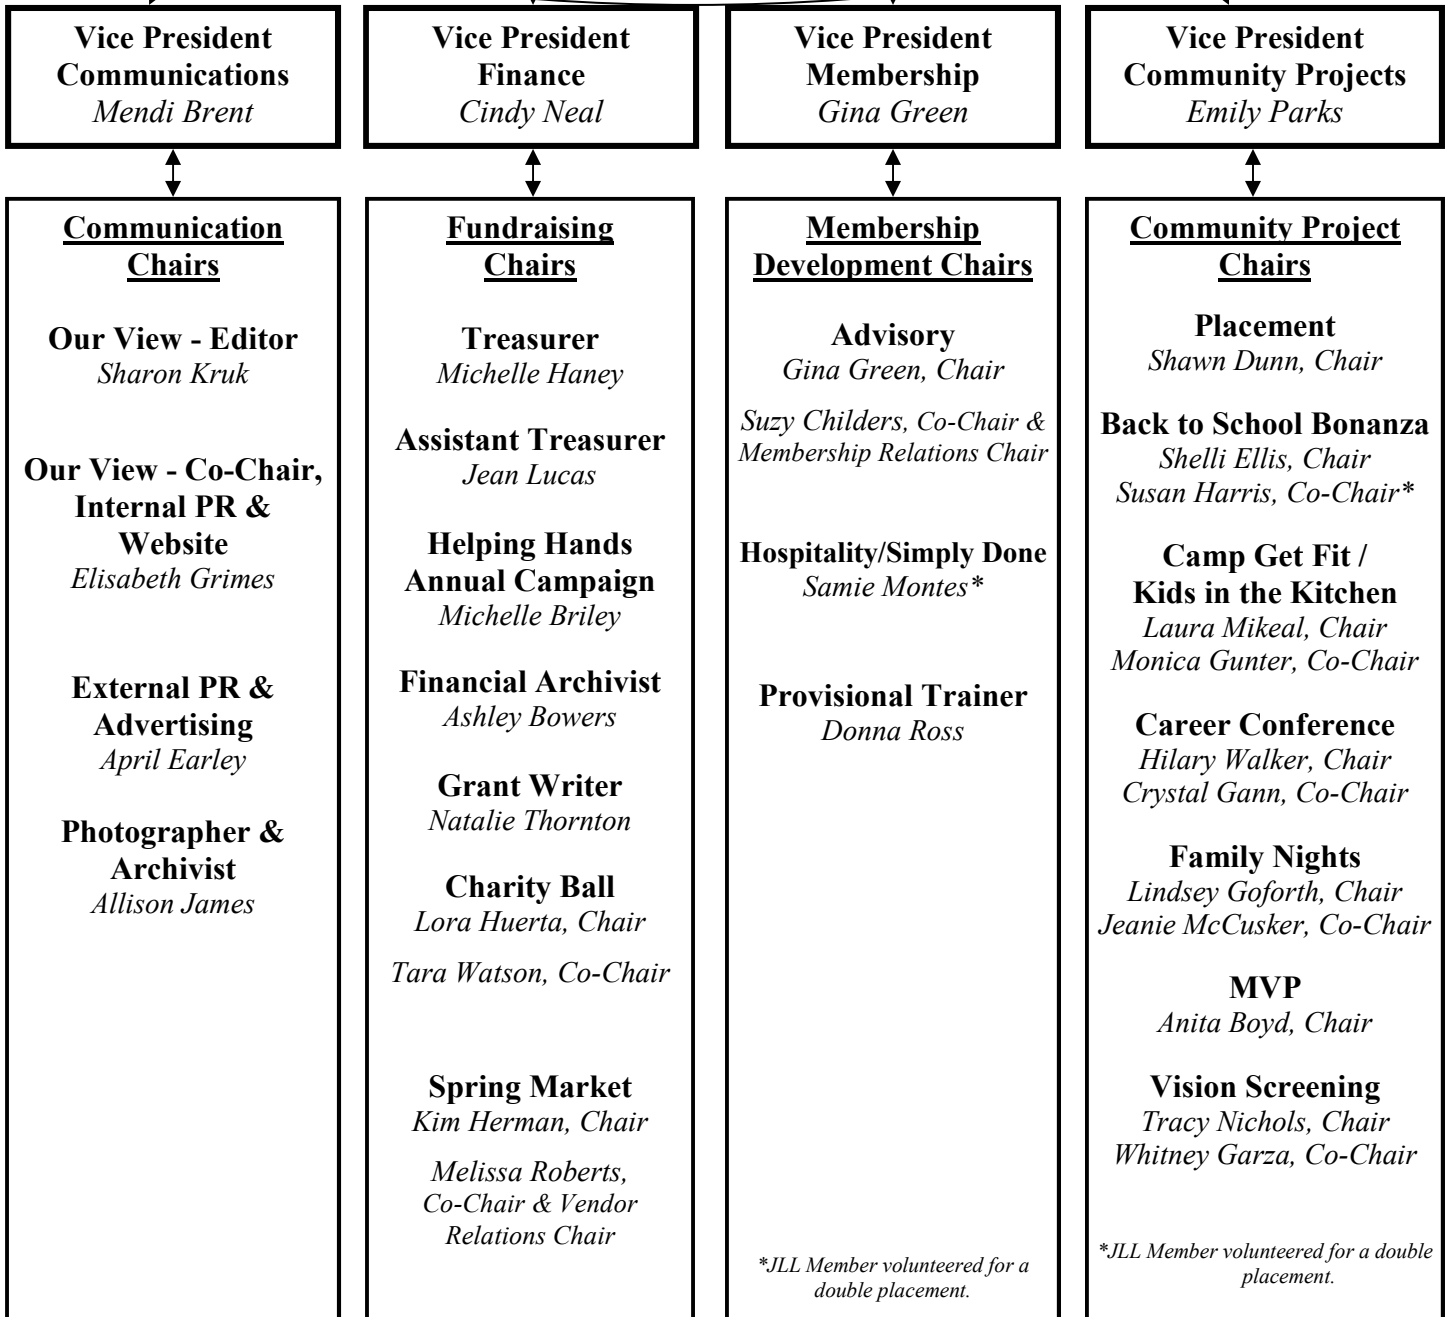 Vice President
Communications
Mendi Brent
Vice President
Finance
Cindy Neal
Vice President
Membership
Gina Green
Vice President
Community Projects
Emily Parks
Communication
Chairs
Our View - Editor
Sharon Kruk
Our View - Co-Chair,
Internal PR &
Website
Elisabeth Grimes
External PR &
Advertising
April Earley
Photographer &
Archivist
Allison James
Fundraising
Chairs
Treasurer
Michelle Haney
Assistant Treasurer
Jean Lucas
Helping Hands
Annual Campaign
Michelle Briley
Financial Archivist
Ashley Bowers
Grant Writer
Natalie Thornton
Charity Ball
Lora Huerta, Chair
Tara Watson, Co-Chair
Spring Market
Kim Herman, Chair
Melissa Roberts,
Co-Chair & Vendor
Relations Chair
Membership
Development Chairs
Advisory
Gina Green, Chair
Suzy Childers, Co-Chair &
Membership Relations Chair
Hospitality/Simply Done
Samie Montes*
Provisional Trainer
Donna Ross
*JLL Member volunteered for a
double placement.
Community Project
Chairs
Placement
Shawn Dunn, Chair
Back to School Bonanza
Shelli Ellis, Chair
Susan Harris, Co-Chair*
Camp Get Fit /
Kids in the Kitchen
Laura Mikeal, Chair
Monica Gunter, Co-Chair
Career Conference
Hilary Walker, Chair
Crystal Gann, Co-Chair
Family Nights
Lindsey Goforth, Chair
Jeanie McCusker, Co-Chair
MVP
Anita Boyd, Chair
Vision Screening
Tracy Nichols, Chair
Whitney Garza, Co-Chair
*JLL Member volunteered for a double
placement.